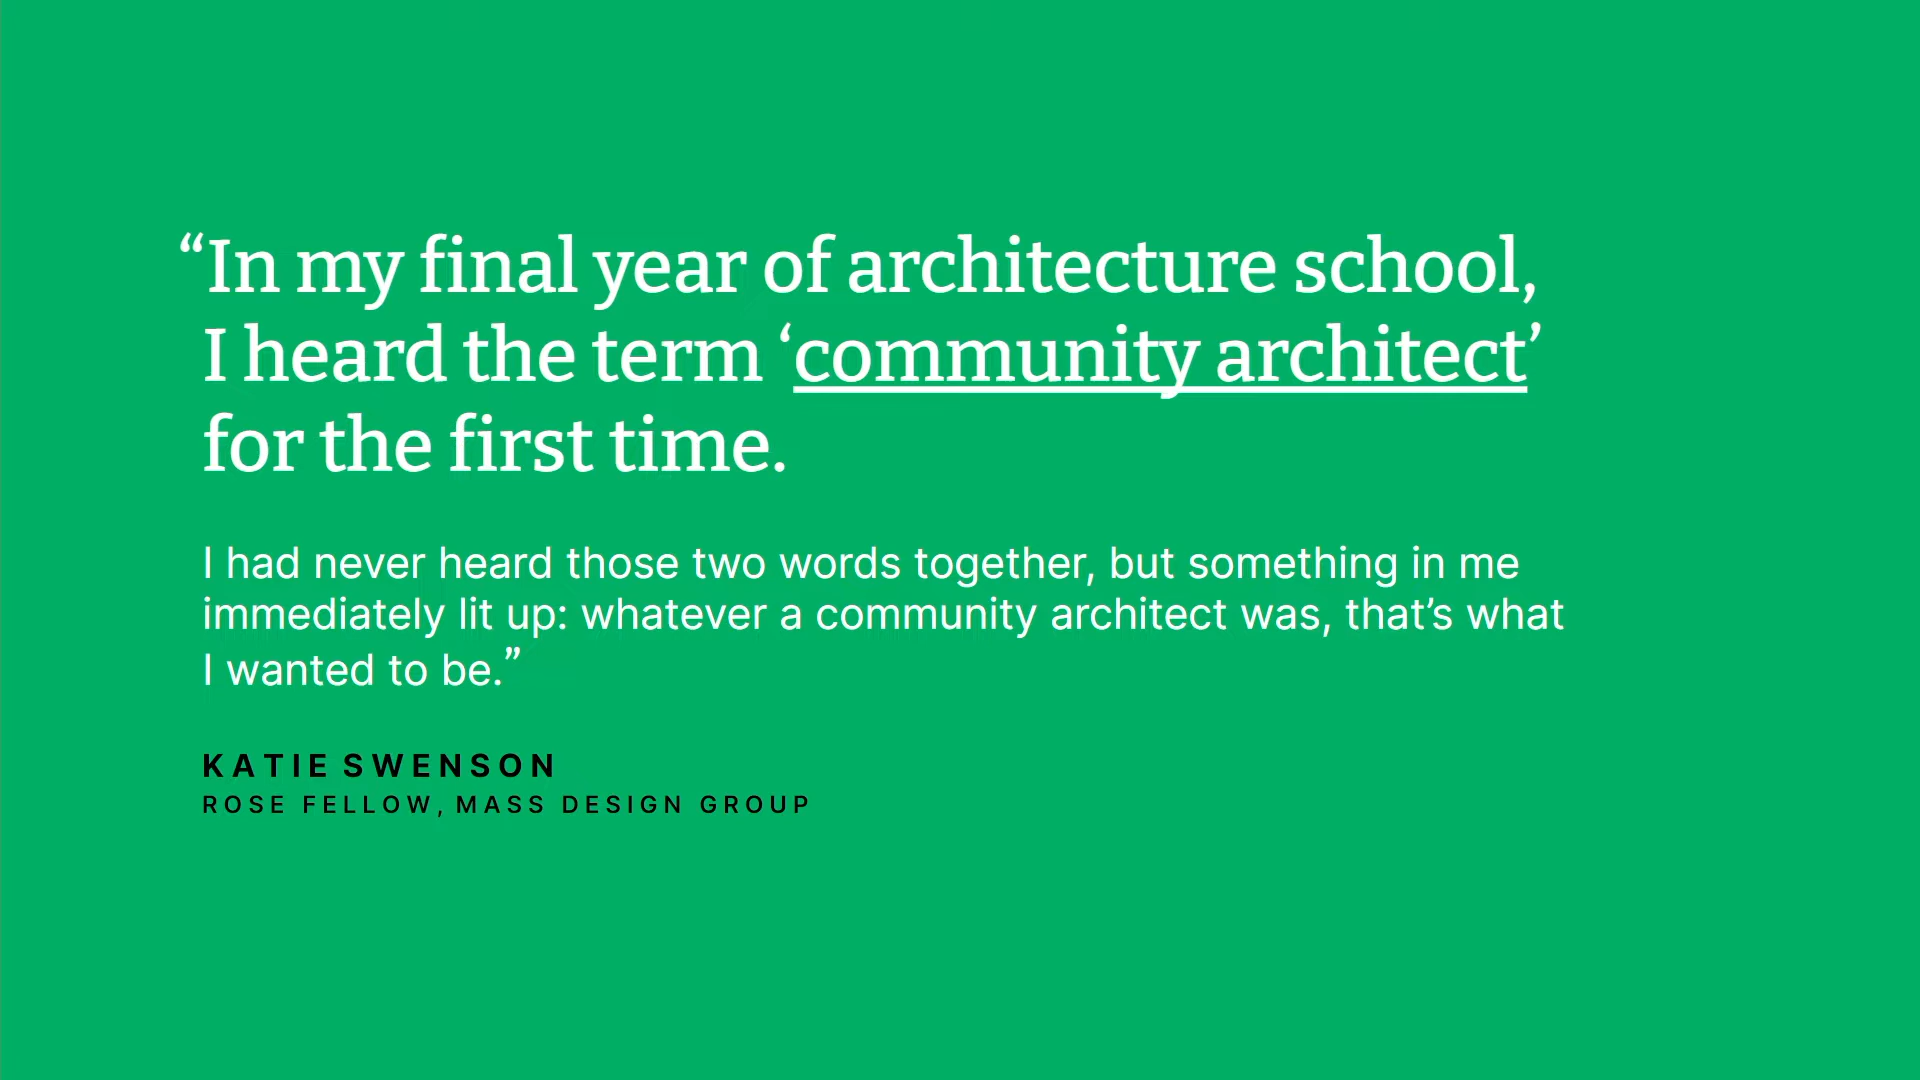 “In my final year of architecture school,
I heard the term ‘community architect’
for the first time.
I had never heard those two words together, but something in me
immediately lit up: whatever a community architect was, that’s what
I wanted to be.”
KATIE SWENSON
ROSE FELLOW, MASS DESIGN GROUP